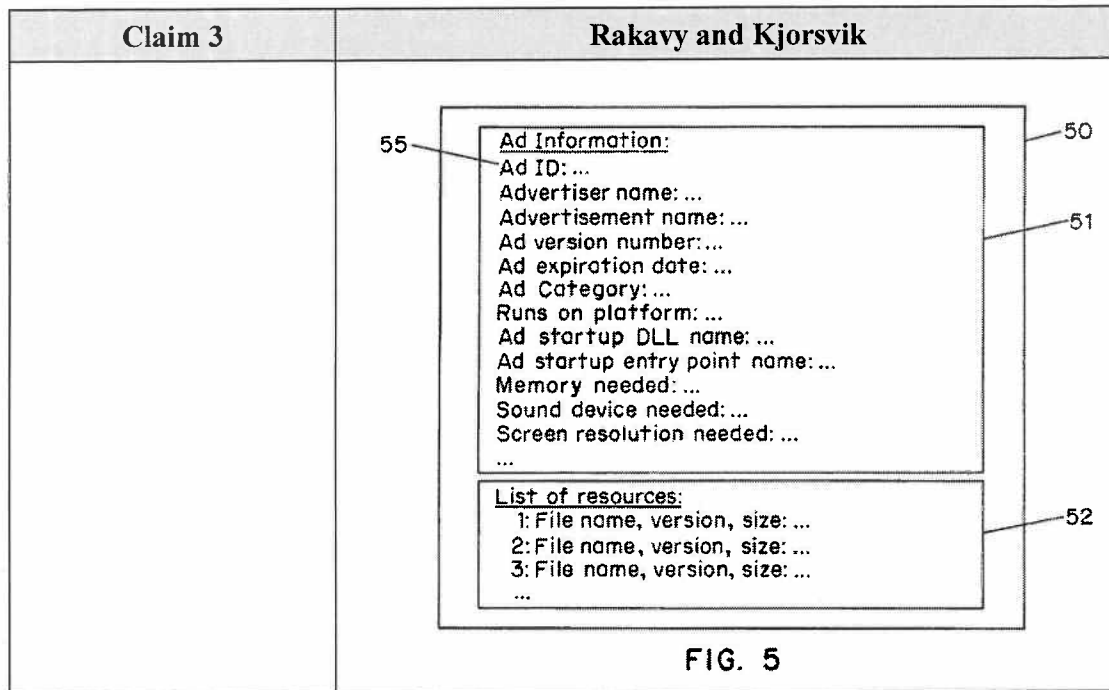 Claim 3
Rakavy and Kjorsvik
50
55
Ad Information:
Ad ID: ...
Advertiser name: ...
Advertisement name: ...
51
Ad version number: ...
Ad expiration date: ...
Ad Category: ...
Runs on platform: ...
Ad startup DLL name: ...
Ad startup entry point name: ...
Memory needed: ...
Sound device needed: ...
Screen resolution needed: ...
...
List of resources:
1: File name, version, size: ...
52
2: File name, version, size: ...
3: File name, version, size: ...
...
FIG. 5